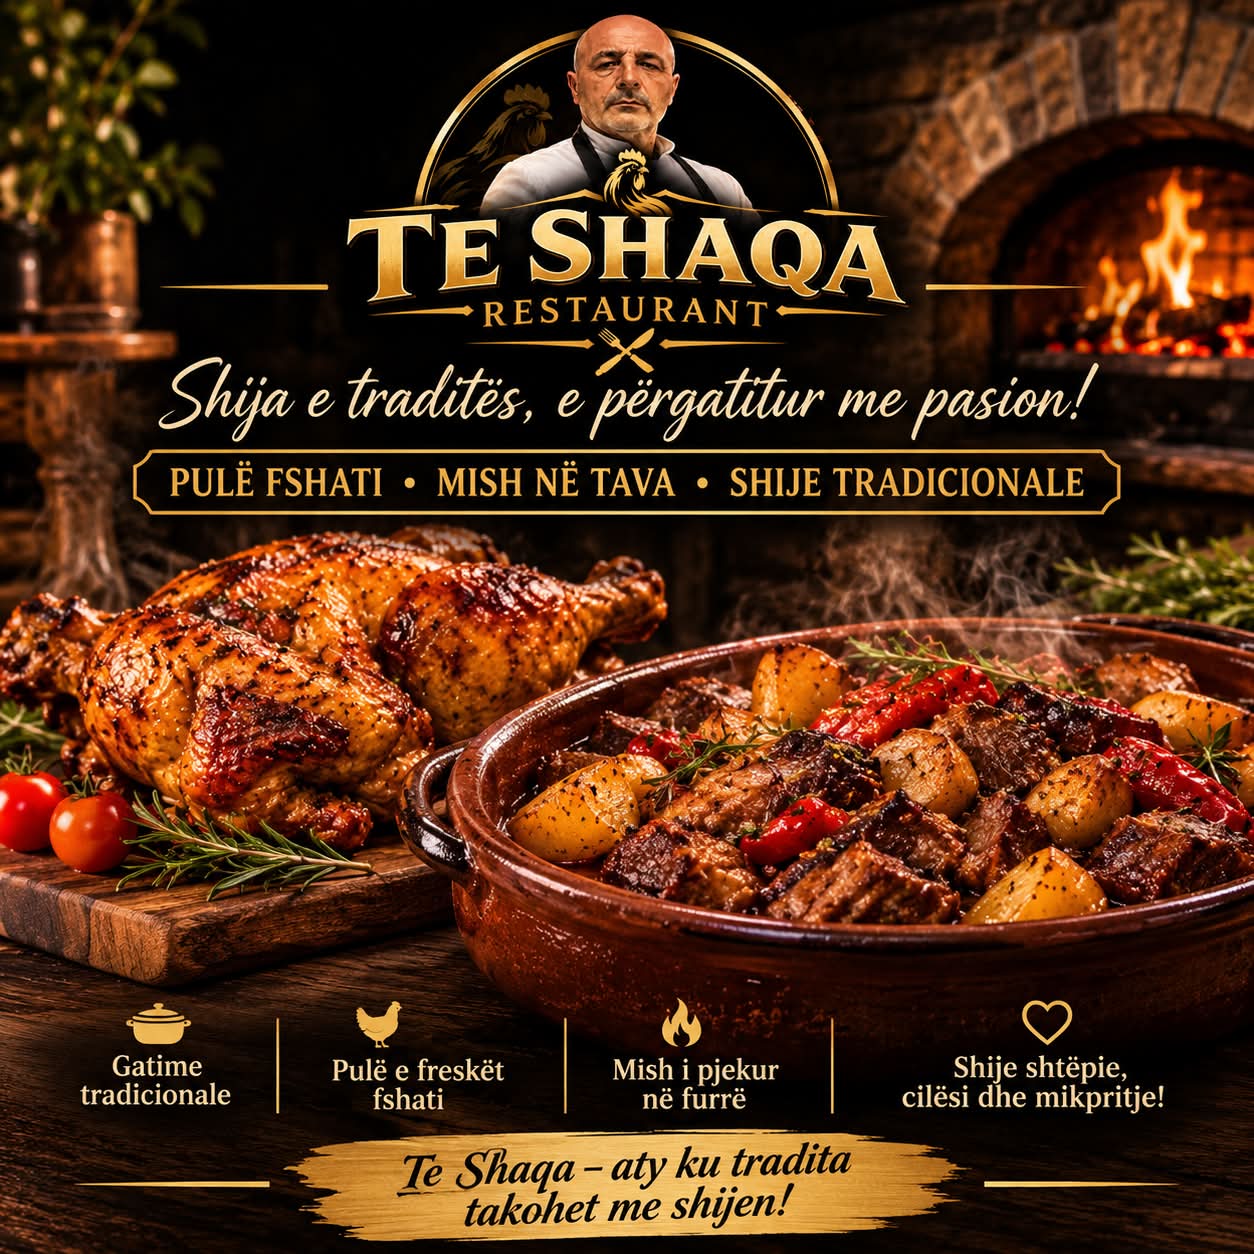 TE SHAQA
RESTAURANT
Shija e traditës, e përgatitur me pasion!
PULË FSHATI • MISH NË TAVA • SHIJE TRADICIONALE
Gatime
tradicionale
Pulë e freskët
fshati
Mish i pjekur
në furrë
Shije shtëpie,
cilësi dhe mikpritje!
Te Shaqa – aty ku tradita
takohet me shijen!